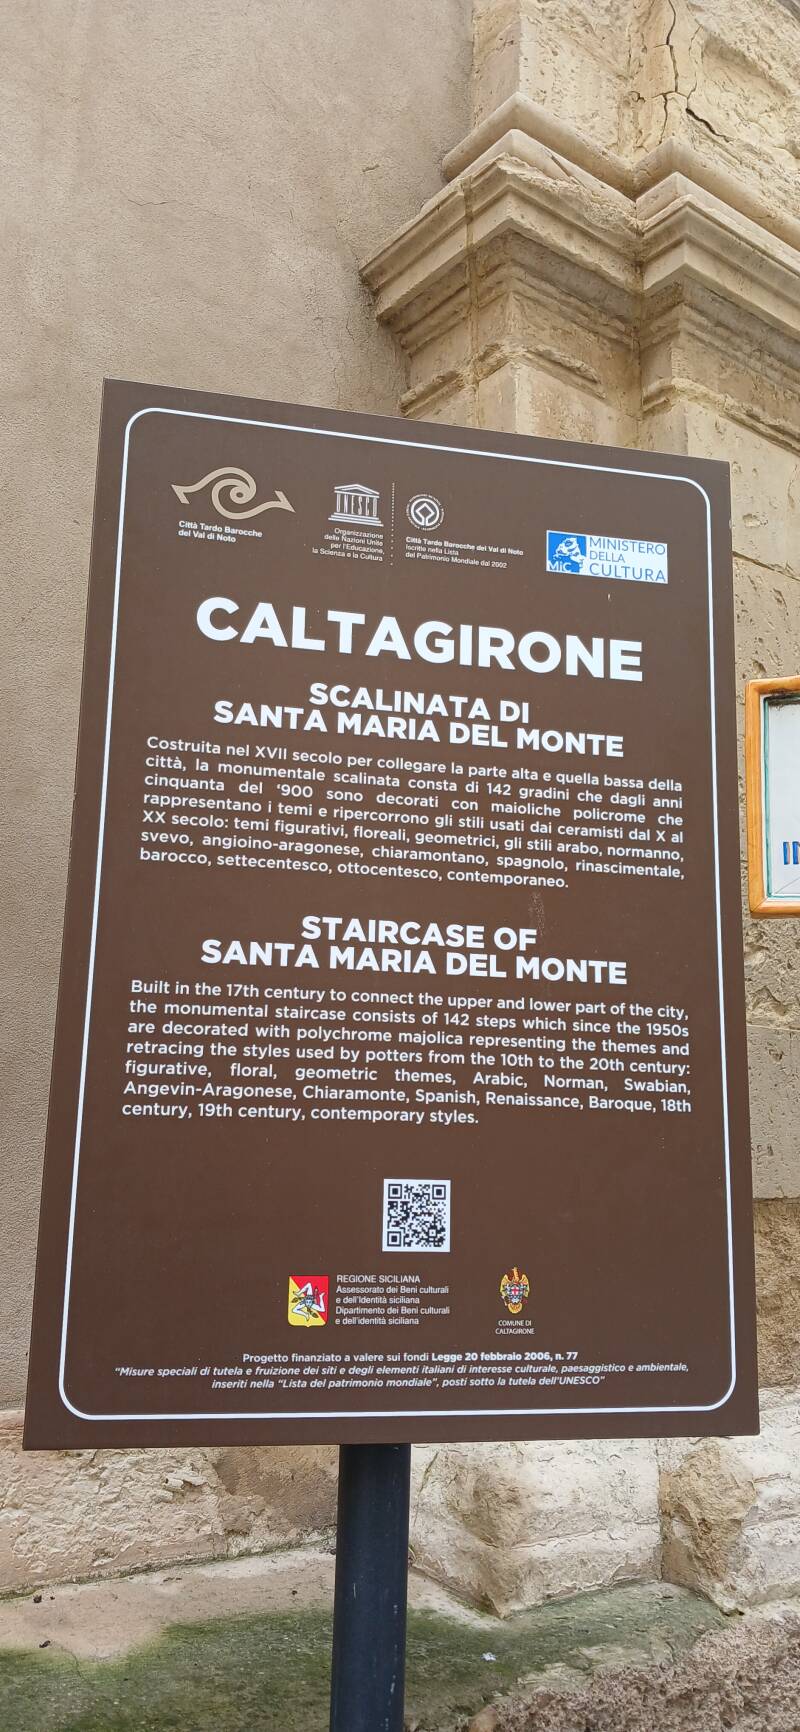 Città Tardo Barocche
del Val di Noto
UNESCO
Organizzazione
delle Nazioni Unite
per l'Educazione,
la Scienza e la Cultura
Città Tardo Barocche del Val di Noto
Iscritte nella Lista
del Patrimonio Mondiale dal 2002
MiC
MINISTERO
DELLA
CULTURA
CALTAGIRONE
SCALINATA DI
SANTA MARIA DEL MONTE
Costruita nel XVII secolo per collegare la parte alta e quella bassa della
città, la monumentale scalinata consta di 142 gradini che dagli anni
cinquanta del ‘900 sono decorati con maioliche policrome che
rappresentano i temi e ripercorrono gli stili usati dai ceramisti dal X al
XX secolo: temi figurativi, floreali, geometrici, gli stili arabo, normanno,
svevo, angioino-aragonese, chiaramontano, spagnolo, rinascimentale,
barocco, settecentesco, ottocentesco, contemporaneo.
STAIRCASE OF
SANTA MARIA DEL MONTE
Built in the 17th century to connect the upper and lower part of the city,
the monumental staircase consists of 142 steps which since the 1950s
are decorated with polychrome majolica representing the themes and
retracing the styles used by potters from the 10th to the 20th century:
figurative, floral, geometric themes, Arabic, Norman, Swabian,
Angevin-Aragonese, Chiaramonte, Spanish, Renaissance, Baroque, 18th
century, 19th century, contemporary styles.
REGIONE SICILIANA
Assessorato dei Beni culturali
e dell'Identità siciliana
Dipartimento dei Beni culturali
e dell'identità siciliana
COMUNE DI
CALTAGIRONE
Progetto finanziato a valere sui fondi Legge 20 febbraio 2006, n. 77
“Misure speciali di tutela e fruizione dei siti e degli elementi italiani di interesse culturale, paesaggistico e ambientale,
inseriti nella “Lista del patrimonio mondiale”, posti sotto la tutela dell'UNESCO”